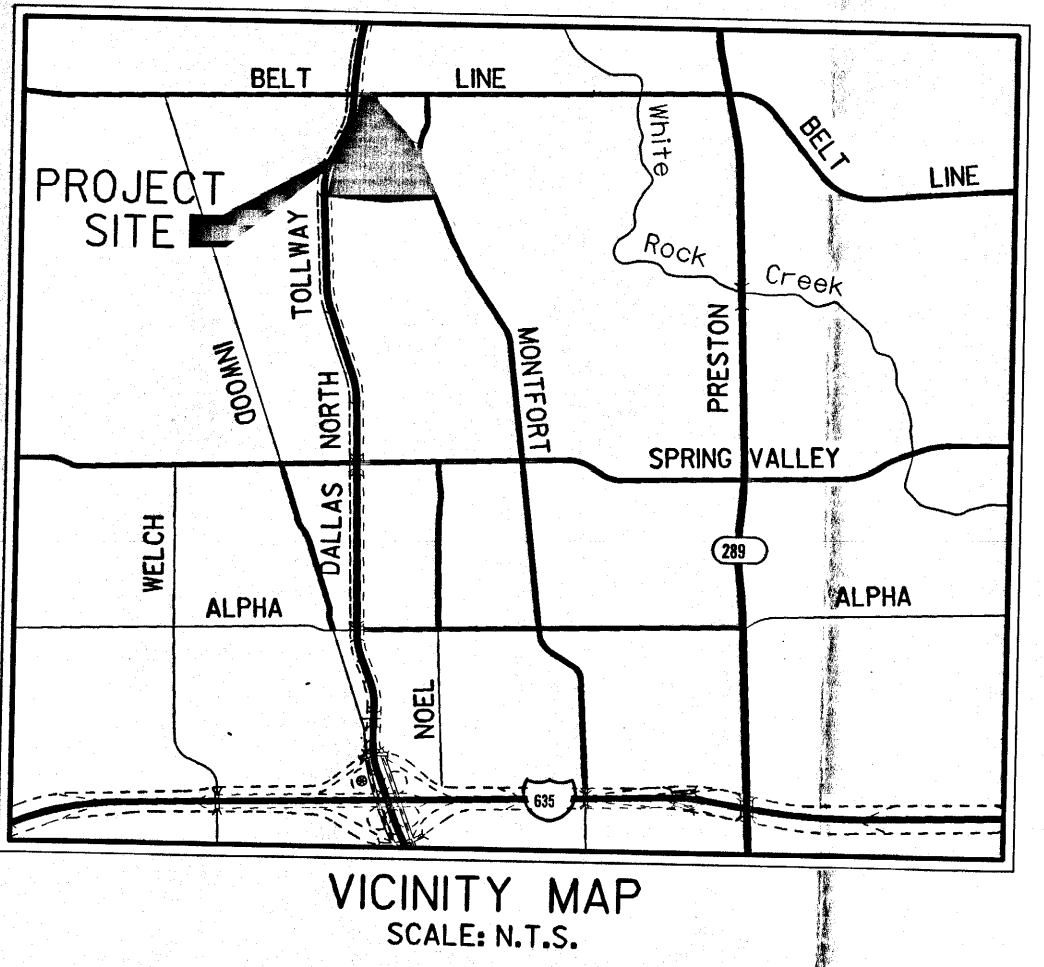 BELT LINE
White
BELT
LINE
PROJECT
SITE
Rock Creek
TOLLWAY
INWOOD
MONTFORT
PRESTON
NORTH
SPRING VALLEY
DALLAS
WELCH
289
ALPHA
ALPHA
NOEL
635
VICINITY MAP
SCALE: N.T.S.